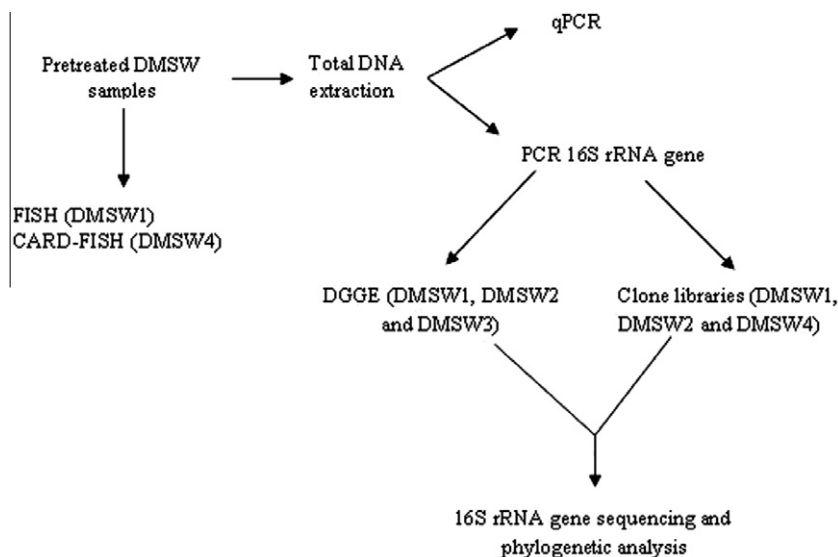 qPCR
Pretreated DMSW
samples
Total DNA
extraction
PCR 16S rRNA gene
FISH (DMSW1)
CARD-FISH (DMSW4)
DGGE (DMSW1, DMSW2
and DMSW3)
Clone libraries (DMSW1,
DMSW2 and DMSW4)
16S rRNA gene sequencing and
phylogenetic analysis